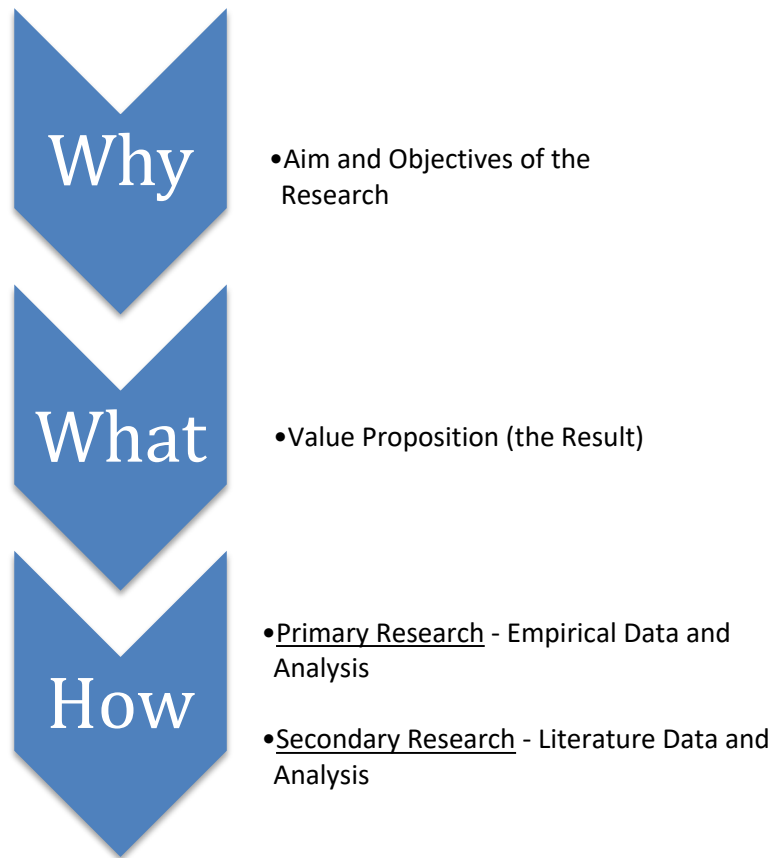 Why
•Aim and Objectives of the
Research
What
•Value Proposition (the Result)
How
•Primary Research - Empirical Data and
Analysis
•Secondary Research - Literature Data and
Analysis